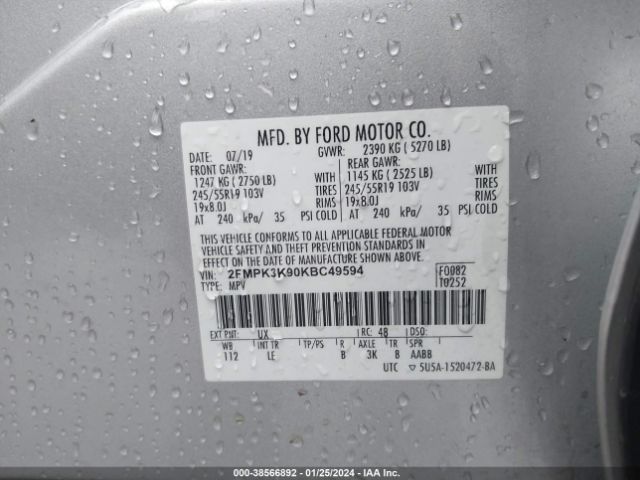 MFD. BY FORD MOTOR CO.
DATE: 07/19 GVWR: 2390 KG ( 5270 LB)
FRONT GAWR: REAR GAWR:
1247 KG ( 2750 LB) WITH 1145 KG ( 2525 LB) WITH
245/55R19 103V TIRES 245/55R19 103V TIRES
19x8.0J RIMS 19x8.0J RIMS
AT 240 kPa/ 35 PSI COLD AT 240 kPa/ 35 PSI COLD
THIS VEHICLE CONFORMS TO ALL APPLICABLE FEDERAL MOTOR
VEHICLE SAFETY AND THEFT PREVENTION STANDARDS IN
EFFECT ON THE DATE OF MANUFACTURE SHOWN ABOVE.
VIN: 2FMPK3K90KBC49594 F0082
TYPE: MPV T0252
EXT PNT: UX RC: 48 DSO:
WB INT TR TP/PS R AXLE TR SPR
112 LE B 3K B AABB
UTC 5U5A-1520472-BA
000-38566892 - 01/25/2024 - IAA Inc.